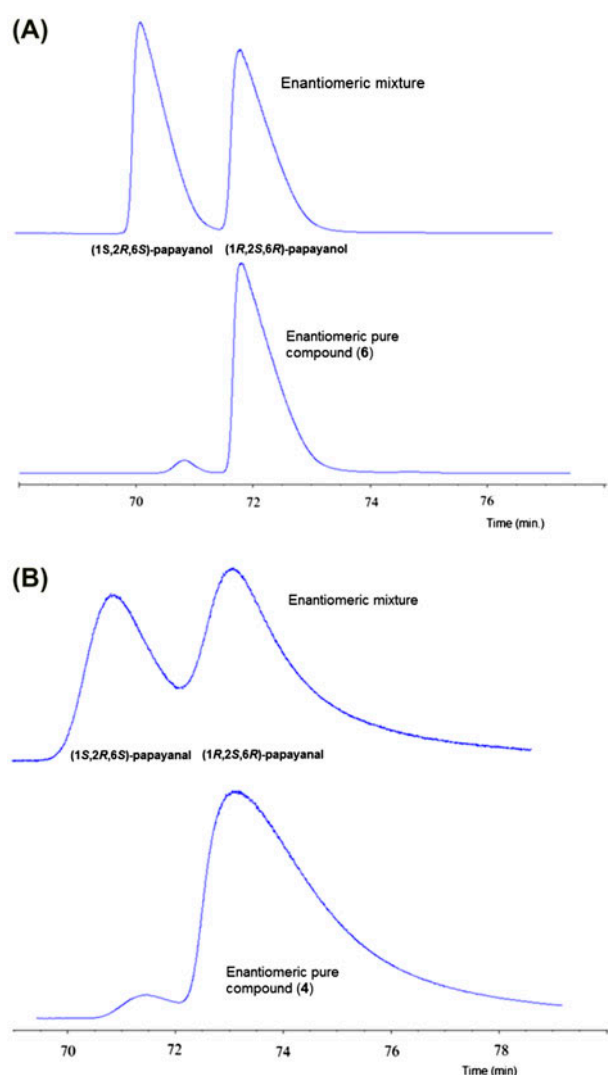 (A)
Enantiomeric mixture
(1S,2R,6S)-papayanol (1R,2S,6R)-papayanol
Enantiomeric pure
compound (6)
70 72 74 76
Time (min.)
(B)
Enantiomeric mixture
(1S,2R,6S)-papayanal (1R,2S,6R)-papayanal
Enantiomeric pure
compound (4)
70 72 74 76 78
Time (min)